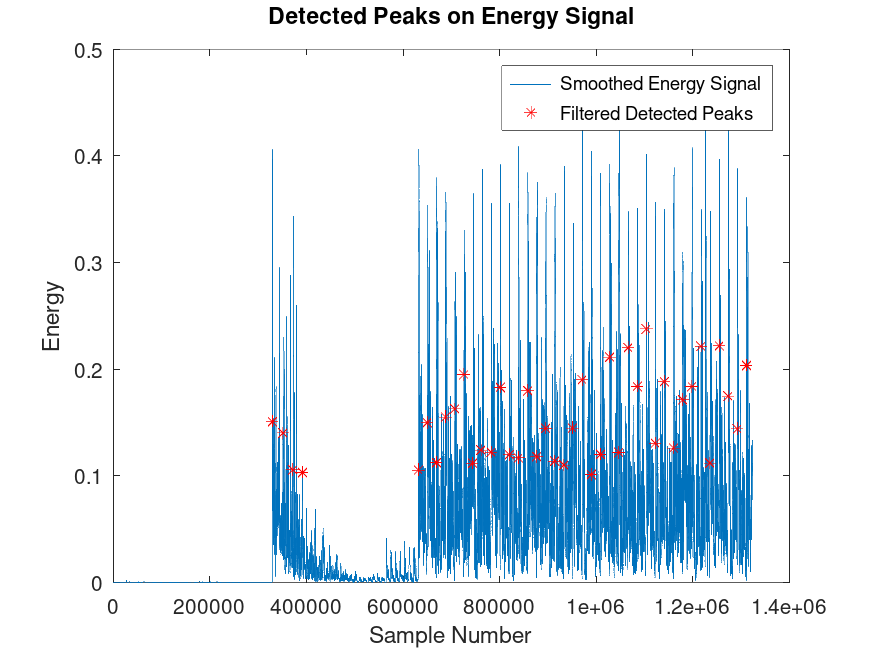 Detected Peaks on Energy Signal
0.5
0.4
0.3
0.2
0.1
0
Energy
Smoothed Energy Signal
Filtered Detected Peaks
0 200000 400000 600000 800000 1e+06 1.2e+06 1.4e+06
Sample Number